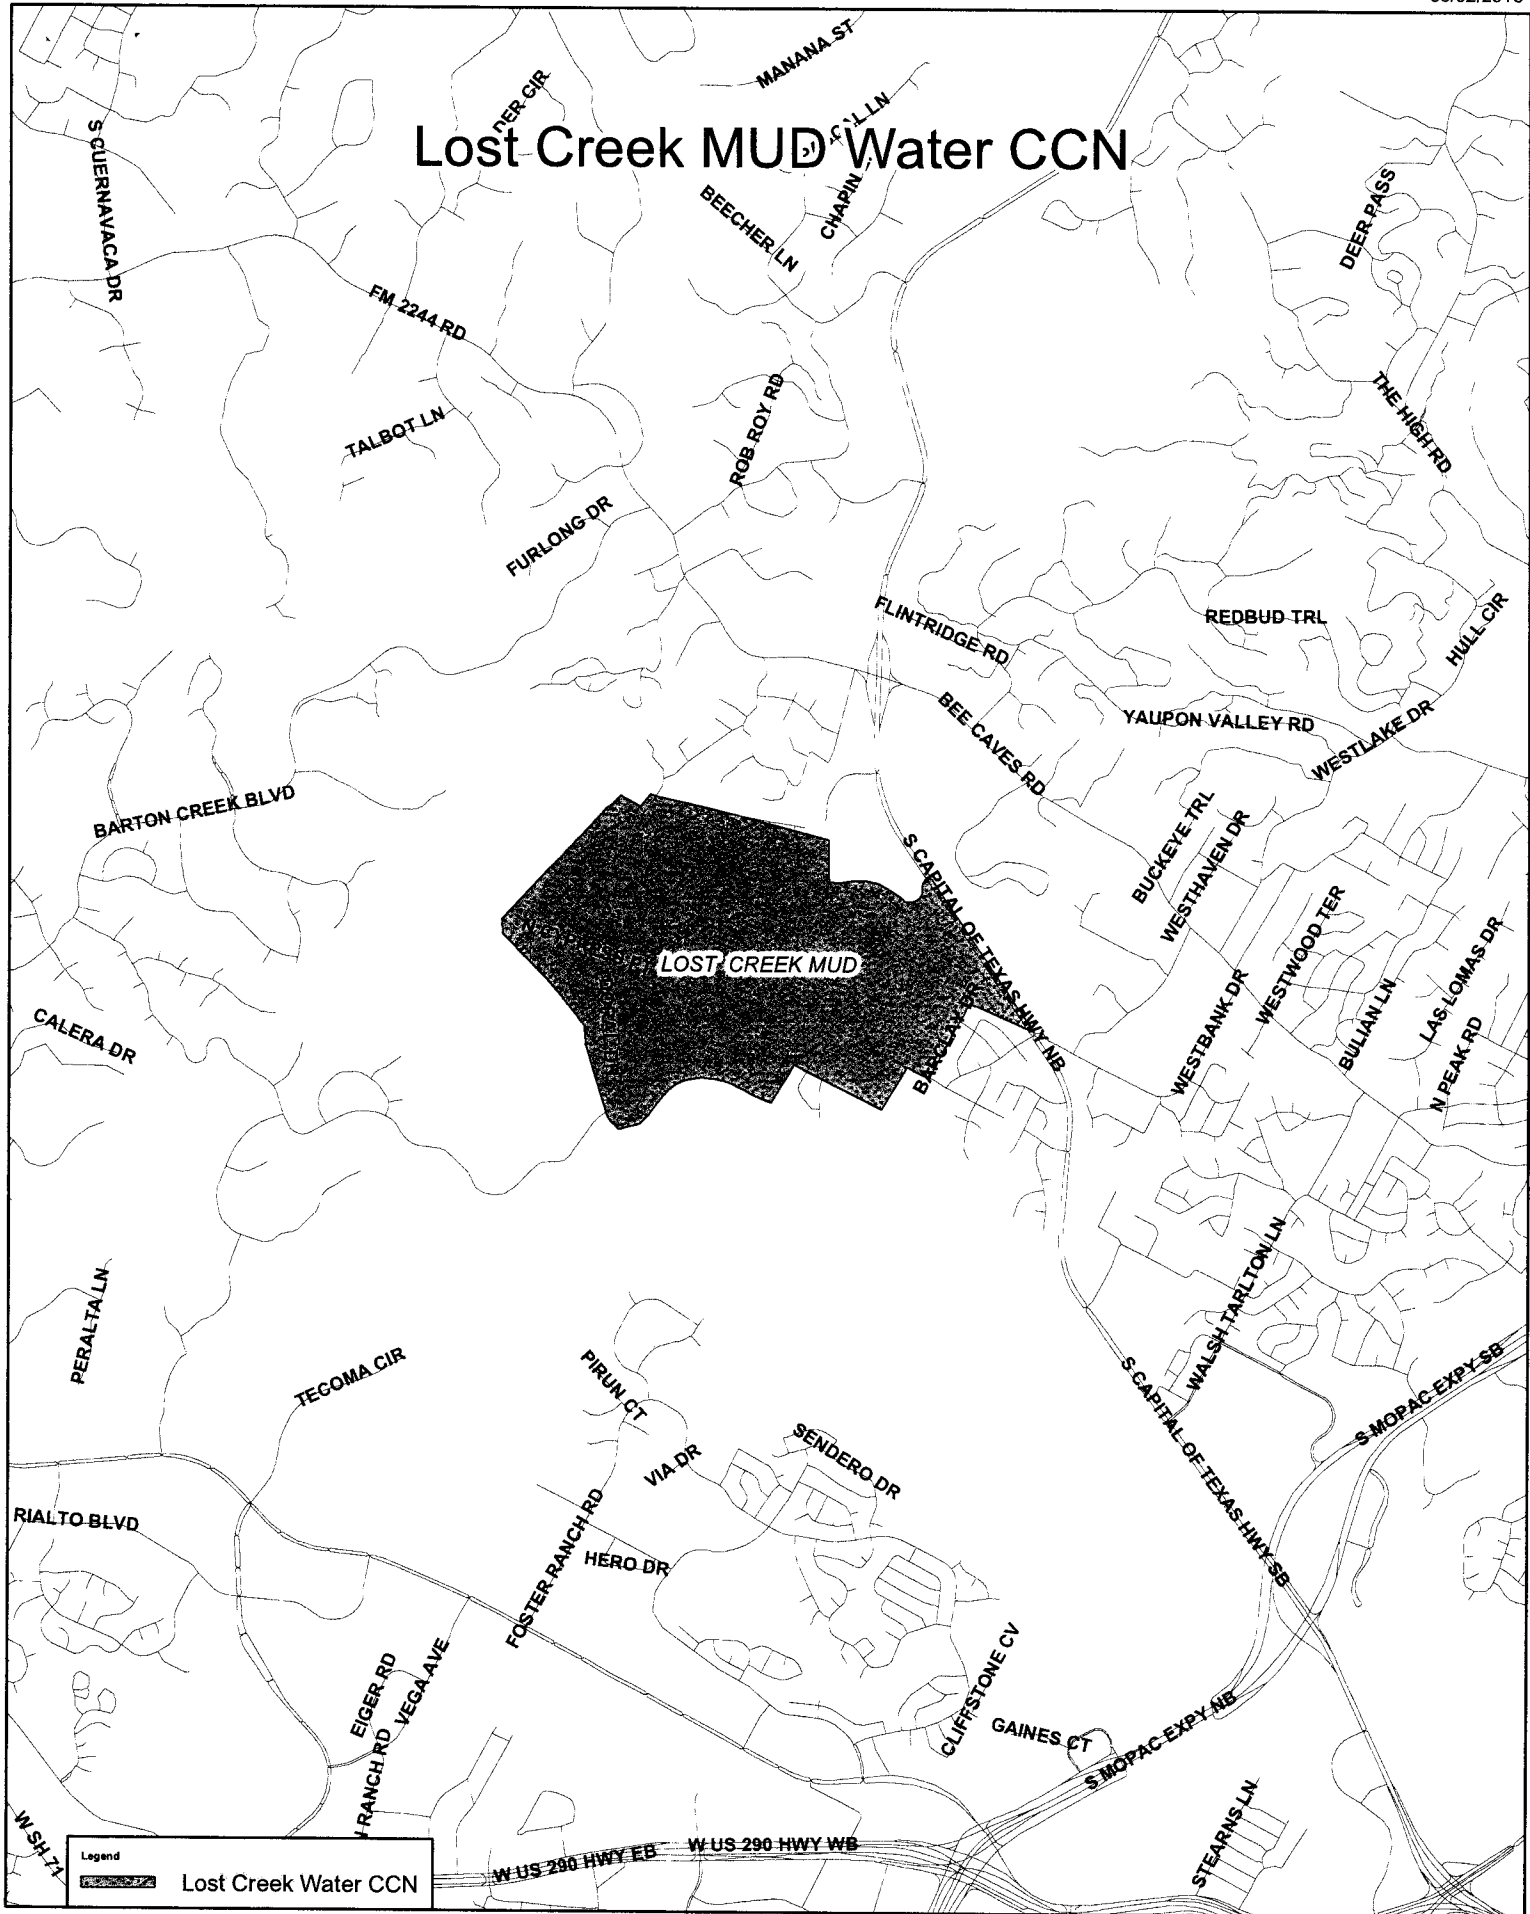 MANANA ST
Lost Creek MUD Water CCN
S CUERNAVACA DR
BEECHER LN
CHAPIN
DEER PASS
FM 2244 RD
THE HIGH RD
ROB ROY RD
TALBOT LN
FURLONG DR
FLINTRIDGE RD
REDBUD TRL
HULL CIR
BEE CAVES RD
YAUPON VALLEY RD
WESTLAKE DR
BARTON CREEK BLVD
BUCKEYE TRL
WESTHAVEN DR
S CAPITAL OF TEXAS HWY NB
WESTWOOD TER
LAS LOMAS DR
LOST CREEK MUD
BARCLAY DR
WESTBANK DR
BULIAN LN
N PEAK RD
CALERA DR
PERALTA LN
WALSH TARLTON LN
TECOMA CIR
PIRUN CT
S CAPITAL OF TEXAS HWY SB
S MOPAC EXPY SB
VIA DR
SENDERO DR
RIALTO BLVD
FOSTER RANCH RD
HERO DR
EIGER RD
VEGA AVE
CLIFFSTONE CV
GAINES CT
S MOPAC EXPY NB
RANCH RD
STEARNS LN
W SH 71
W US 290 HWY EB
W US 290 HWY WB
Legend
Lost Creek Water CCN